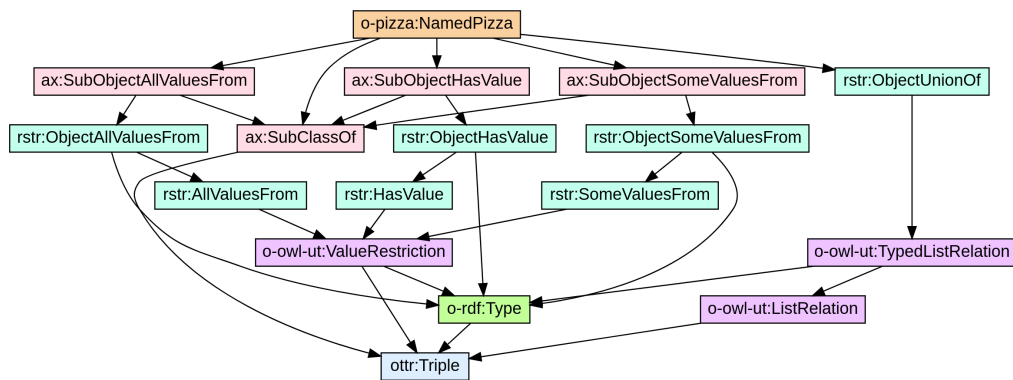 o-pizza:NamedPizza
ax:SubObjectAllValuesFrom
ax:SubObjectHasValue
ax:SubObjectSomeValuesFrom
rstr:ObjectUnionOf
rstr:ObjectAllValuesFrom
ax:SubClassOf
rstr:ObjectHasValue
rstr:ObjectSomeValuesFrom
rstr:AllValuesFrom
rstr:HasValue
rstr:SomeValuesFrom
o-owl-ut:ValueRestriction
o-owl-ut:TypedListRelation
o-rdf:Type
o-owl-ut:ListRelation
ottr:Triple